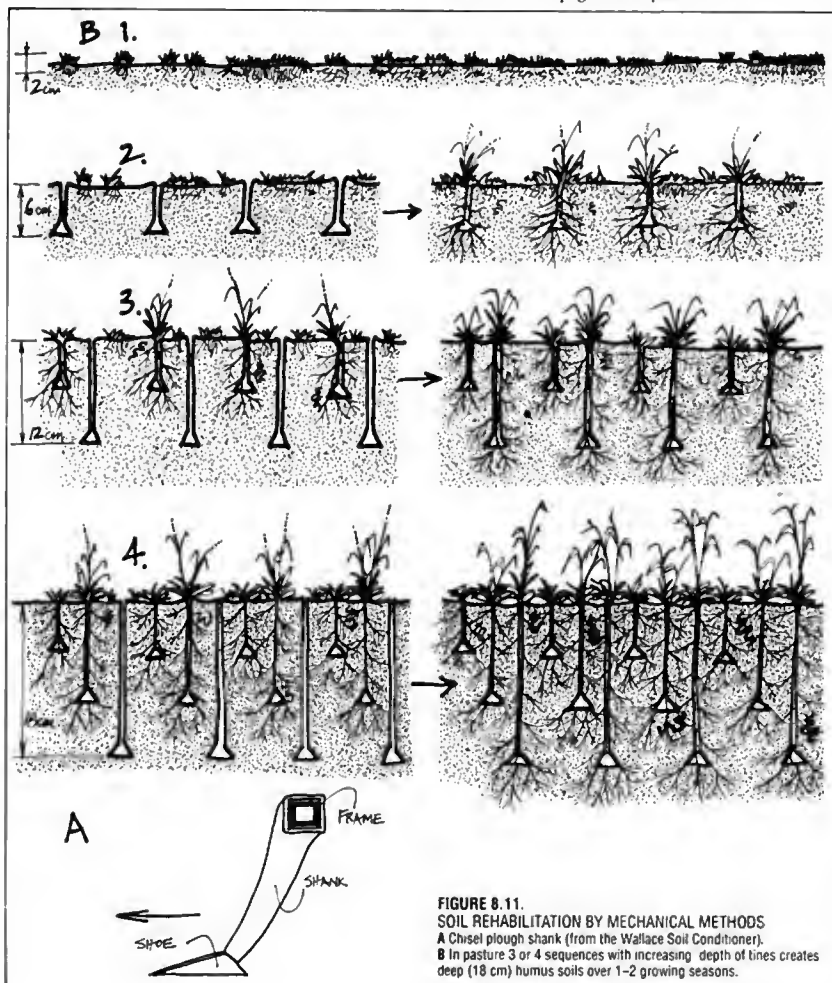 B 1.
2cm
2.
6cm
3.
12cm
4.
A
FRAME
SHANK
SHOE
FIGURE 8.11.
SOIL REHABILITATION BY MECHANICAL METHODS
A Chisel plough shank (from the Wallace Soil Conditioner).
B In pasture 3 or 4 sequences with increasing depth of tines creates
deep (18 cm) humus soils over 1–2 growing seasons.